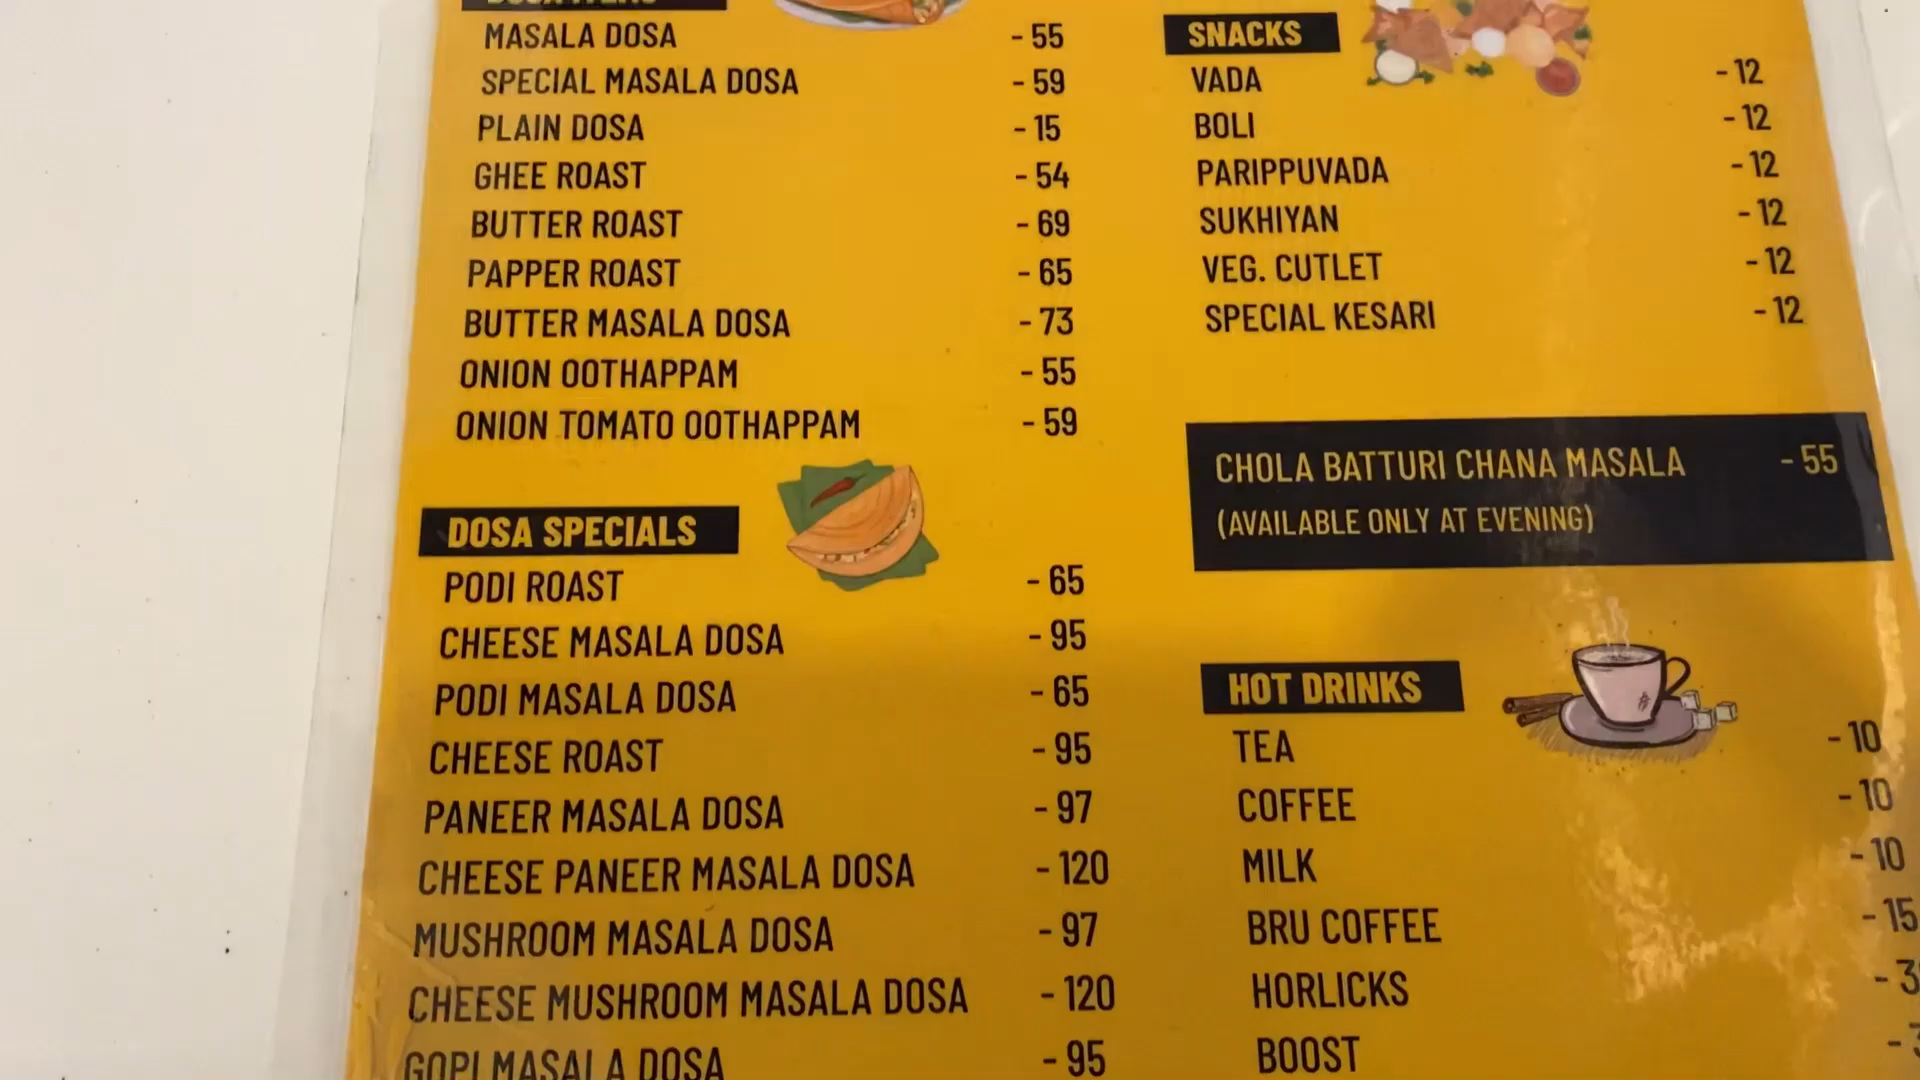 MASALA DOSA - 55
SPECIAL MASALA DOSA - 59
PLAIN DOSA - 15
GHEE ROAST - 54
BUTTER ROAST - 69
PAPPER ROAST - 65
BUTTER MASALA DOSA - 73
ONION OOTHAPPAM - 55
ONION TOMATO OOTHAPPAM - 59
DOSA SPECIALS
PODI ROAST - 65
CHEESE MASALA DOSA - 95
PODI MASALA DOSA - 65
CHEESE ROAST - 95
PANEER MASALA DOSA - 97
CHEESE PANEER MASALA DOSA - 120
MUSHROOM MASALA DOSA - 97
CHEESE MUSHROOM MASALA DOSA - 120
GOPI MASALA DOSA - 95
SNACKS
VADA - 12
BOLI - 12
PARIPPUVADA - 12
SUKHIYAN - 12
VEG. CUTLET - 12
SPECIAL KESARI - 12
CHOLA BATTURI CHANA MASALA - 55
(AVAILABLE ONLY AT EVENING)
HOT DRINKS
TEA - 10
COFFEE - 10
MILK - 10
BRU COFFEE - 15
HORLICKS
BOOST